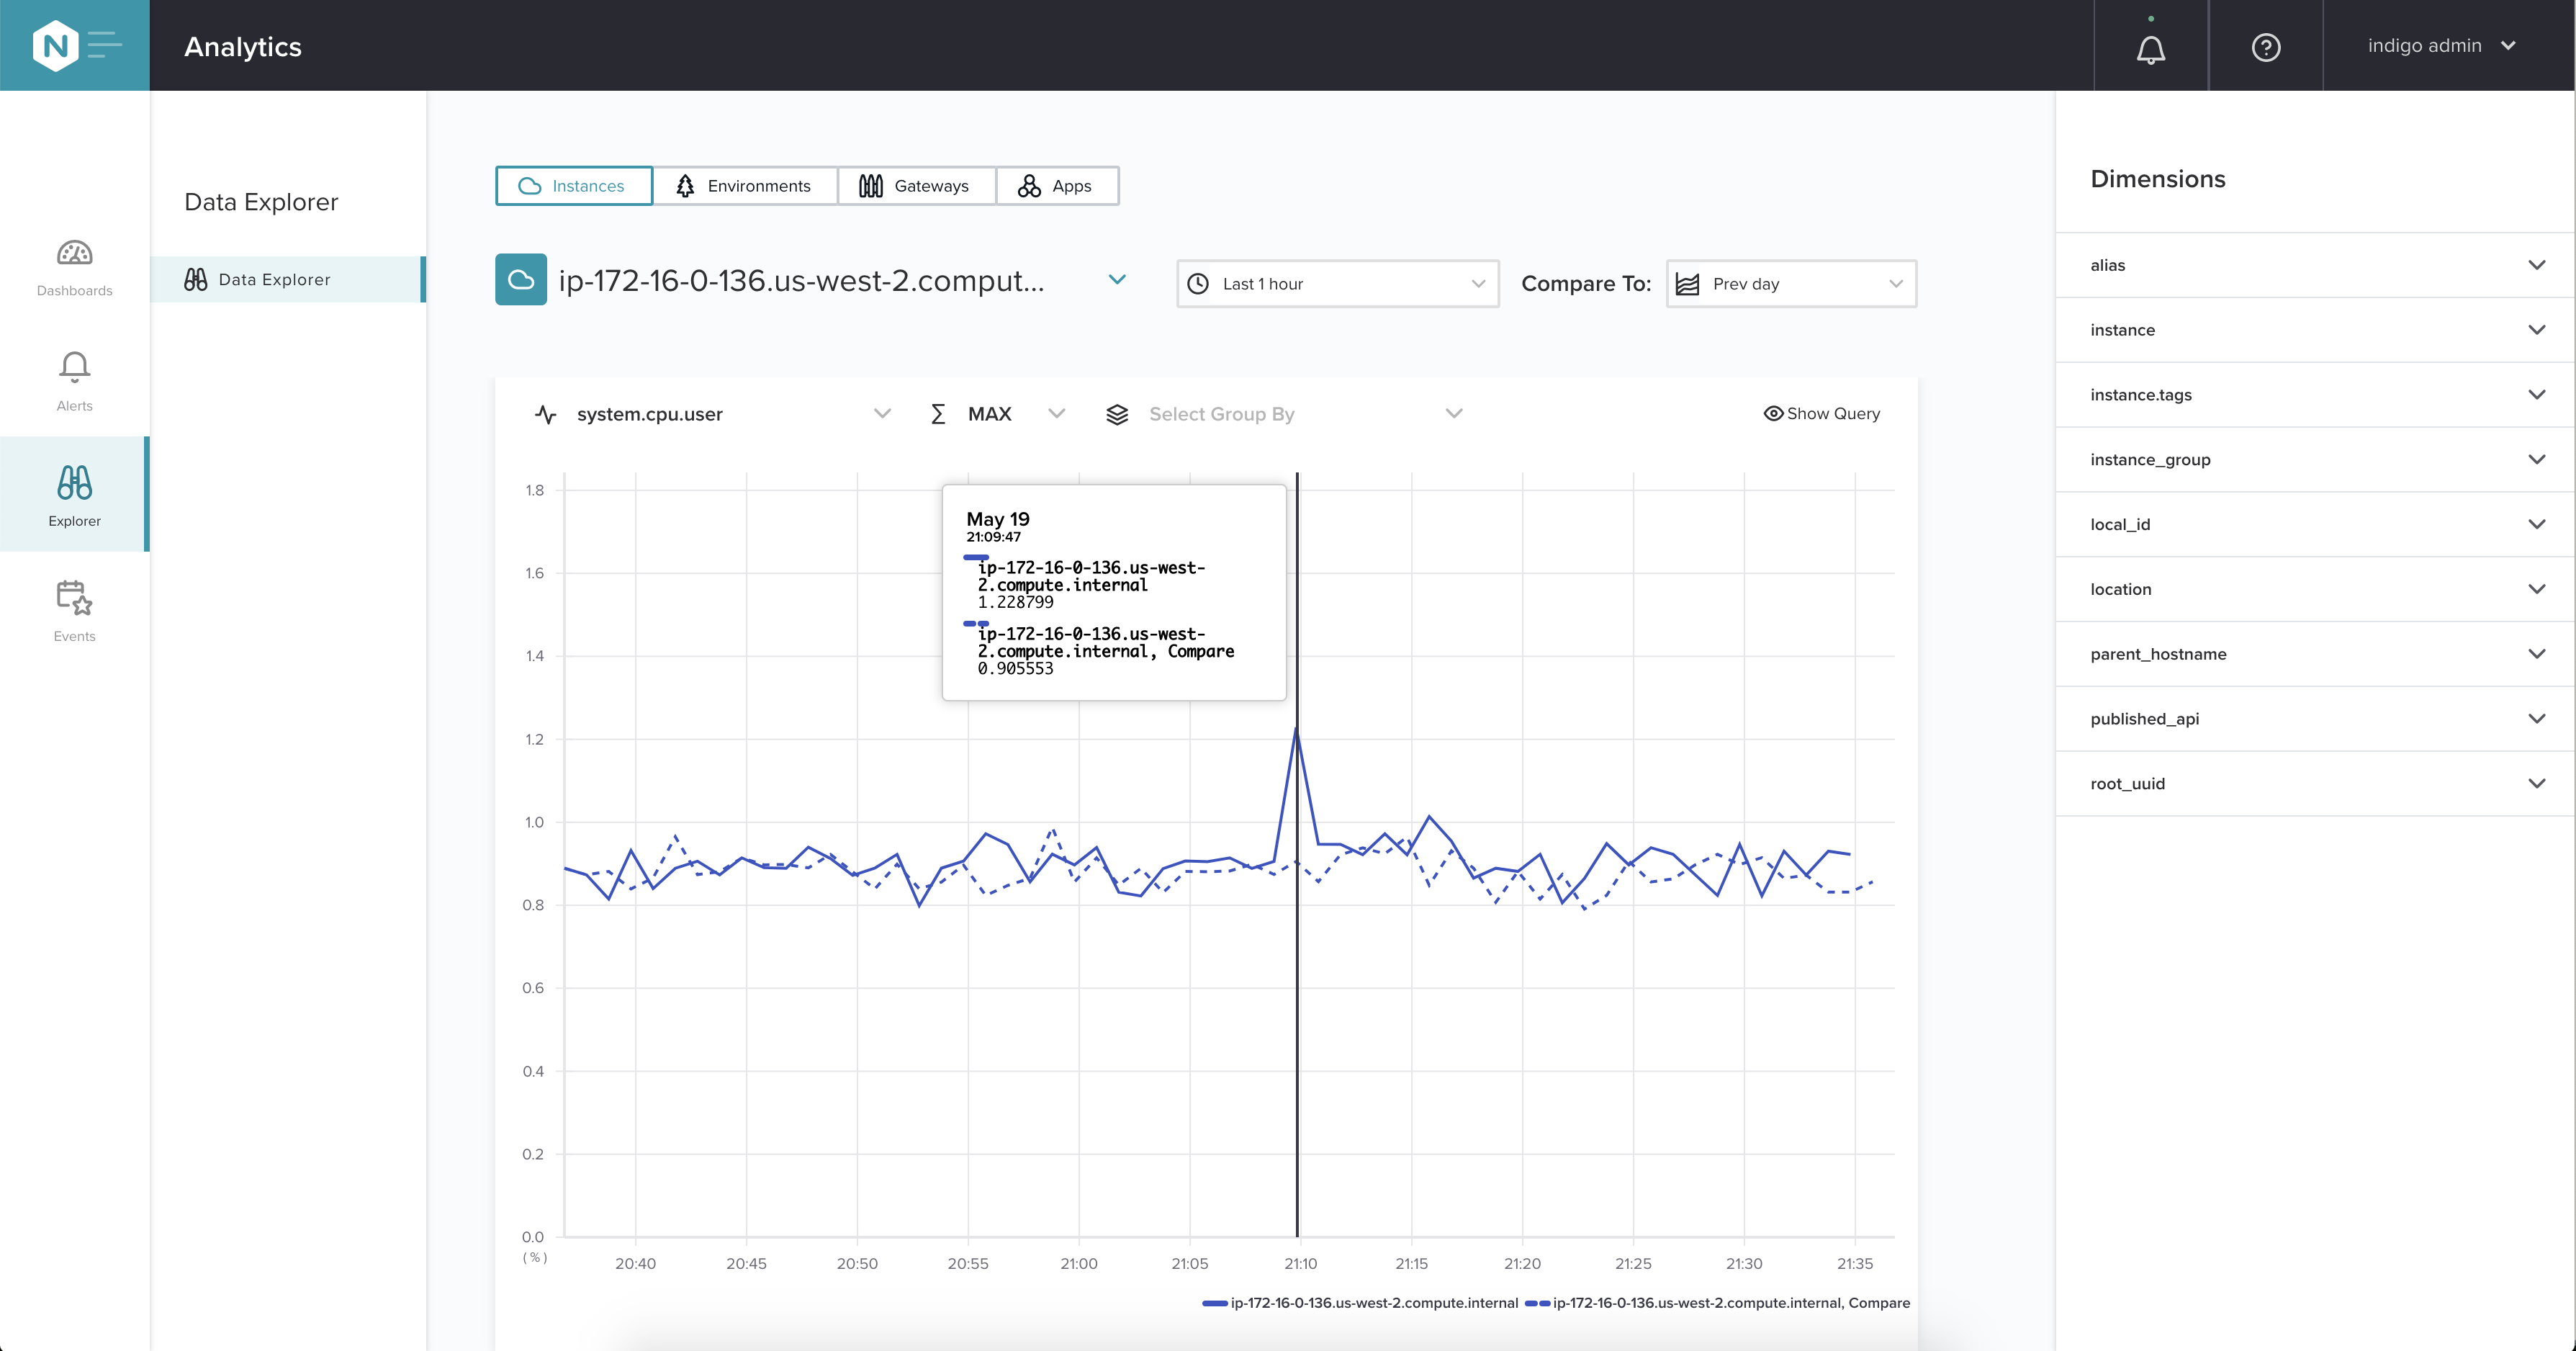 N
Analytics
indigo admin
Dashboards
Alerts
Explorer
Events
Data Explorer
Data Explorer
Instances
Environments
Gateways
Apps
ip-172-16-0-136.us-west-2.comput...
Last 1 hour
Compare To:
Prev day
system.cpu.user
Σ MAX
Select Group By
Show Query
1.8
1.6
1.4
1.2
1.0
0.8
0.6
0.4
0.2
0.0
(%)
May 19
21:09:47
ip-172-16-0-136.us-west-
2.compute.internal
1.228799
ip-172-16-0-136.us-west-
2.compute.internal, Compare
0.905553
20:40 20:45 20:50 20:55 21:00 21:05 21:10 21:15 21:20 21:25 21:30 21:35
ip-172-16-0-136.us-west-2.compute.internal ip-172-16-0-136.us-west-2.compute.internal, Compare
Dimensions
alias
instance
instance.tags
instance_group
local_id
location
parent_hostname
published_api
root_uuid